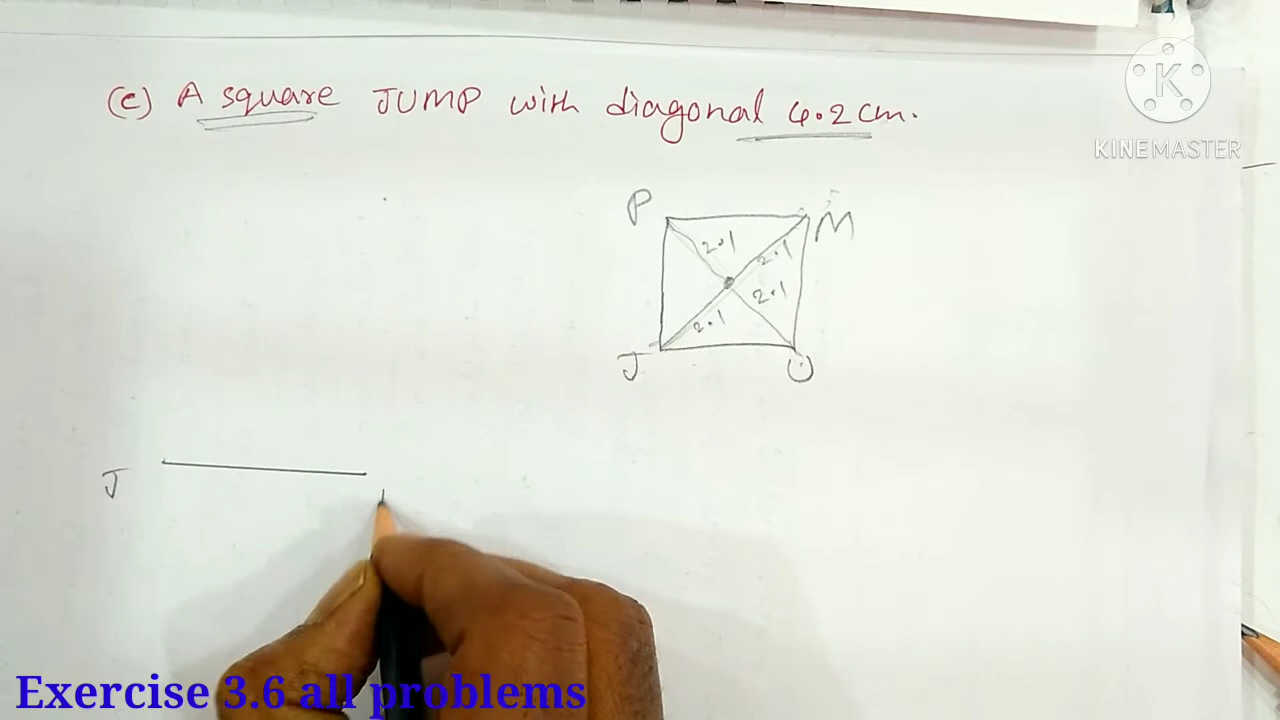 (c) A square JUMP with diagonal 4.2 cm.
KINEMASTER
P
M
2.1
2.1
2.1
2.1
J
U
J
Exercise 3.6 all problems